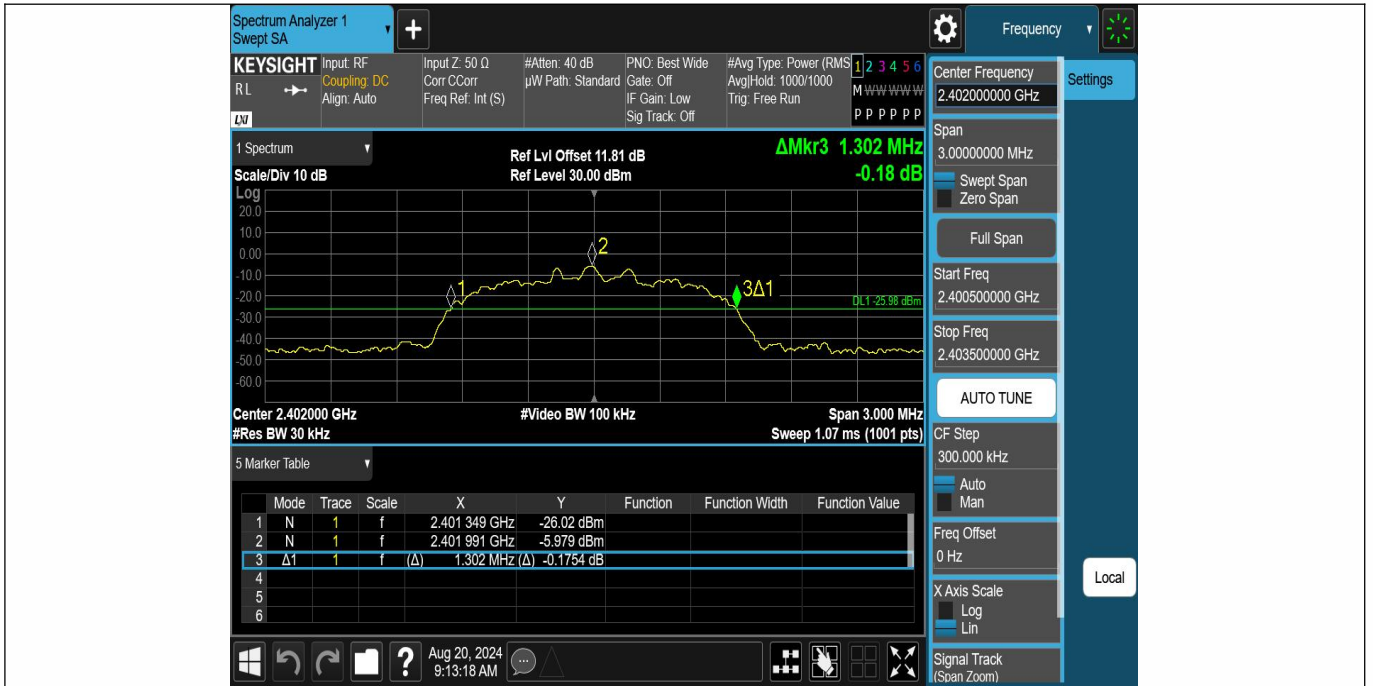 Spectrum Analyzer 1
Swept SA
+
Frequency
KEYSIGHT
RL
LXI
Input: RF
Coupling: DC
Align: Auto
Input Z: 50 Ω
Corr CCorr
Freq Ref: Int (S)
#Atten: 40 dB
µW Path: Standard
PNO: Best Wide
Gate: Off
IF Gain: Low
Sig Track: Off
#Avg Type: Power (RMS
Avg|Hold: 1000/1000
Trig: Free Run
1 2 3 4 5 6
M W W W W W
P P P P P P
1 Spectrum
Scale/Div 10 dB
Ref Lvl Offset 11.81 dB
Ref Level 30.00 dBm
ΔMkr3 1.302 MHz
-0.18 dB
Log
20.0
10.0
0.00
-10.0
-20.0
-30.0
-40.0
-50.0
-60.0
1
2
3Δ1
DL1 -25.98 dBm
Center 2.402000 GHz
#Res BW 30 kHz
#Video BW 100 kHz
Span 3.000 MHz
Sweep 1.07 ms (1001 pts)
5 Marker Table
Mode Trace Scale X Y Function Function Width Function Value
1 N 1 f 2.401 349 GHz -26.02 dBm
2 N 1 f 2.401 991 GHz -5.979 dBm
3 Δ1 1 f (Δ) 1.302 MHz (Δ) -0.1754 dB
4
5
6
Center Frequency
2.402000000 GHz
Settings
Span
3.00000000 MHz
Swept Span
Zero Span
Full Span
Start Freq
2.400500000 GHz
Stop Freq
2.403500000 GHz
AUTO TUNE
CF Step
300.000 kHz
Auto
Man
Freq Offset
0 Hz
X Axis Scale
Log
Lin
Signal Track
(Span Zoom)
Local
?
Aug 20, 2024
9:13:18 AM